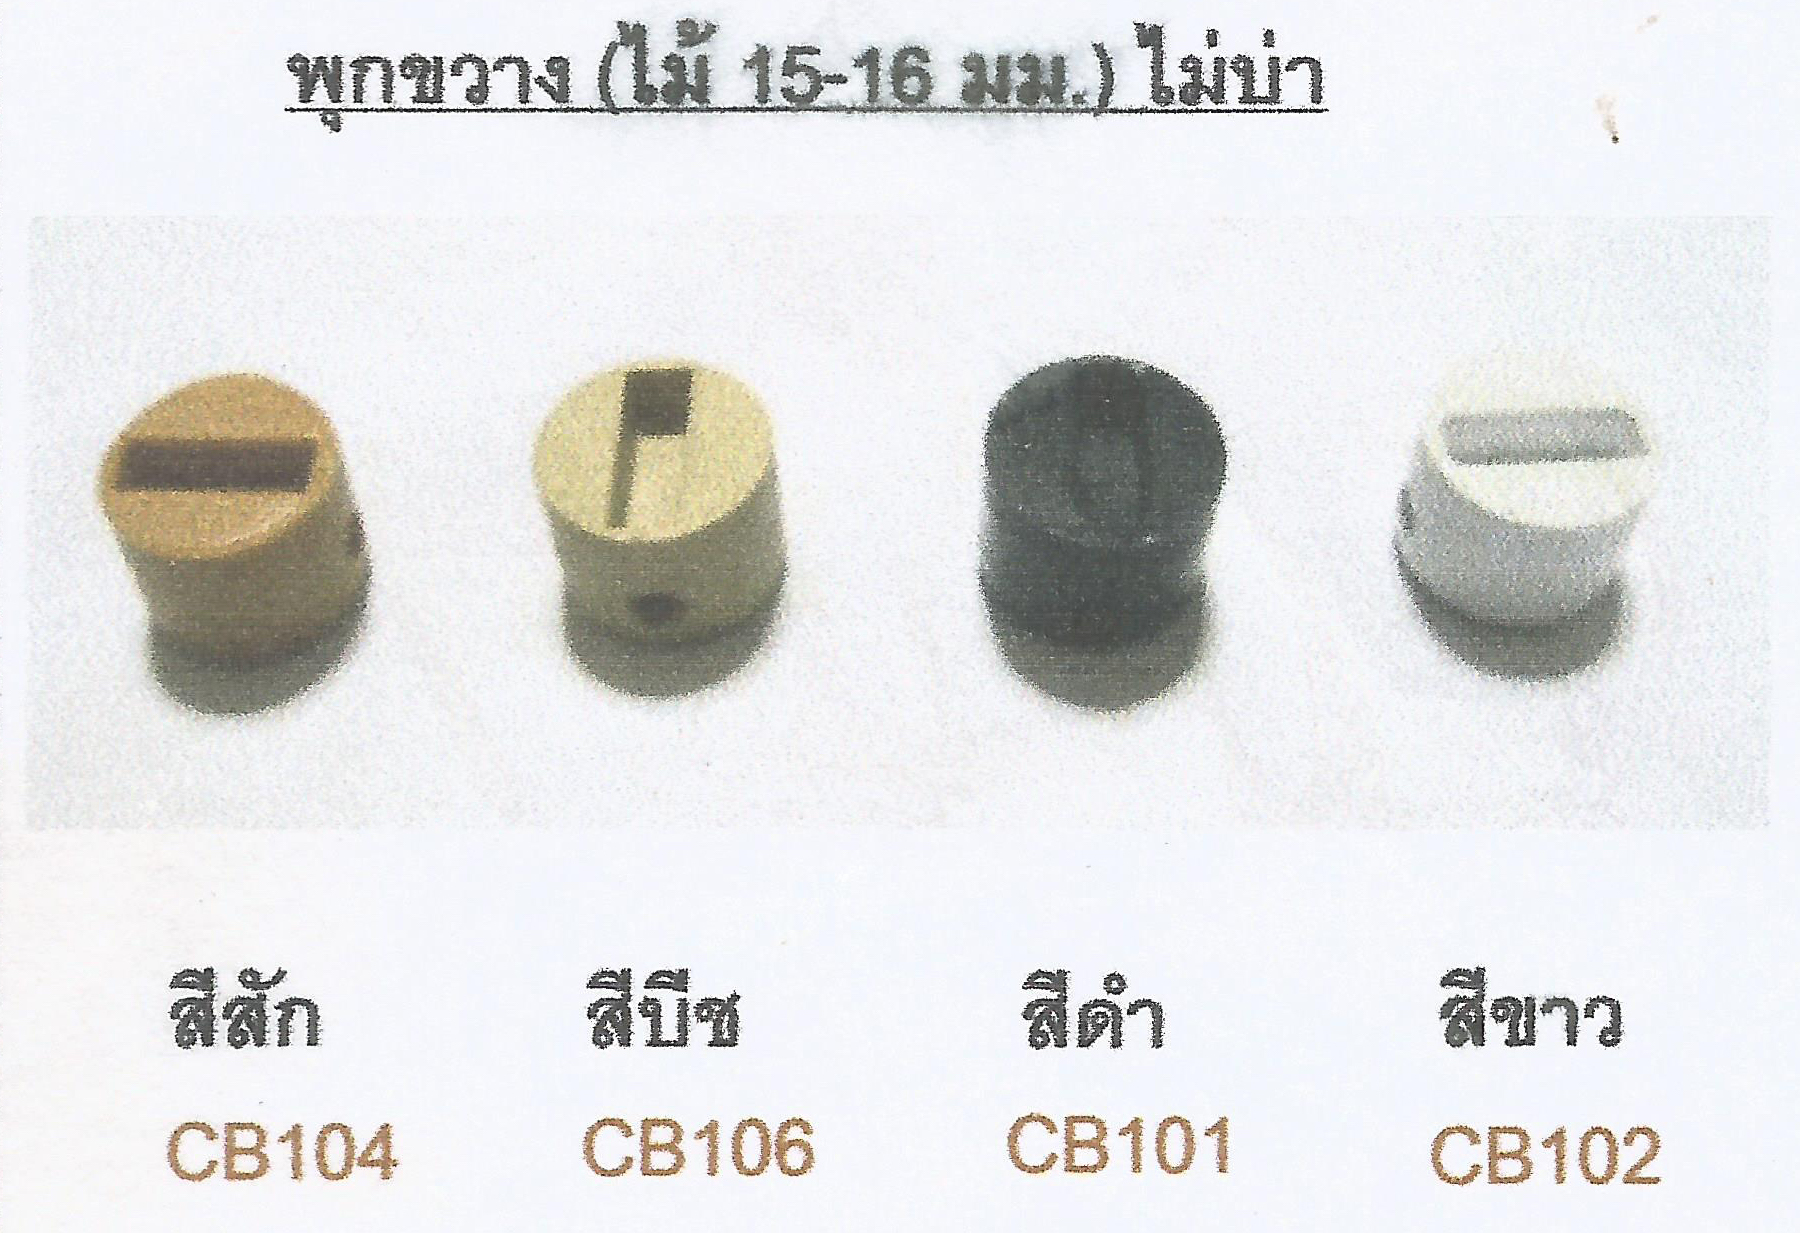 พุกขวาง (ไม้ 15-16 มม.) ไม่บ่า
สีสัก สีบีช สีดำ สีขาว
CB104 CB106 CB101 CB102